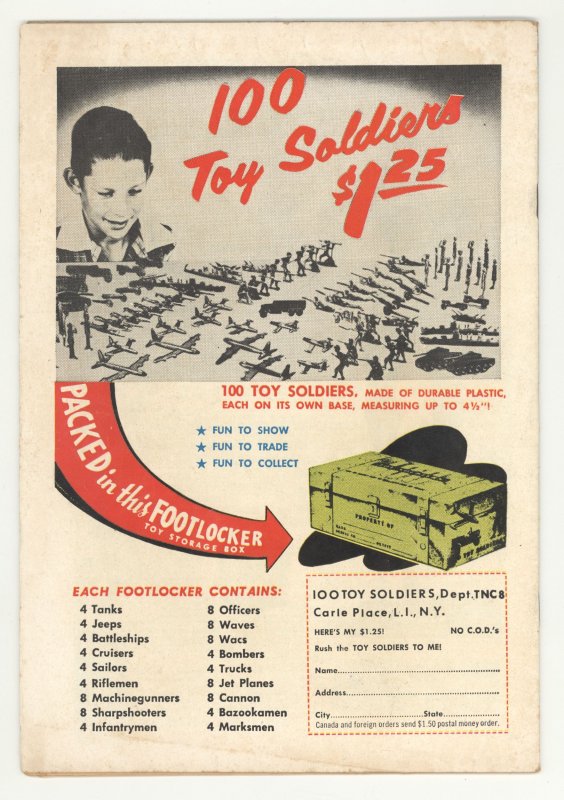 100
Toy Soldiers
$1.25
100 TOY SOLDIERS, MADE OF DURABLE PLASTIC,
EACH ON ITS OWN BASE, MEASURING UP TO 4½"!
★ FUN TO SHOW
★ FUN TO TRADE
★ FUN TO COLLECT
PACKED in this FOOTLOCKER
TOY STORAGE BOX
PROPERTY OF
EACH FOOTLOCKER CONTAINS:
4 Tanks
4 Jeeps
4 Battleships
4 Cruisers
4 Sailors
4 Riflemen
8 Machinegunners
8 Sharpshooters
4 Infantrymen
8 Officers
8 Waves
8 Wacs
4 Bombers
4 Trucks
8 Jet Planes
8 Cannon
4 Bazookamen
4 Marksmen
100 TOY SOLDIERS, Dept. TNC8
Carle Place, L.I., N.Y.
HERE'S MY $1.25! NO C.O.D.'s
Rush the TOY SOLDIERS TO ME!
Name
Address
City State
Canada and foreign orders send $1.50 postal money order.